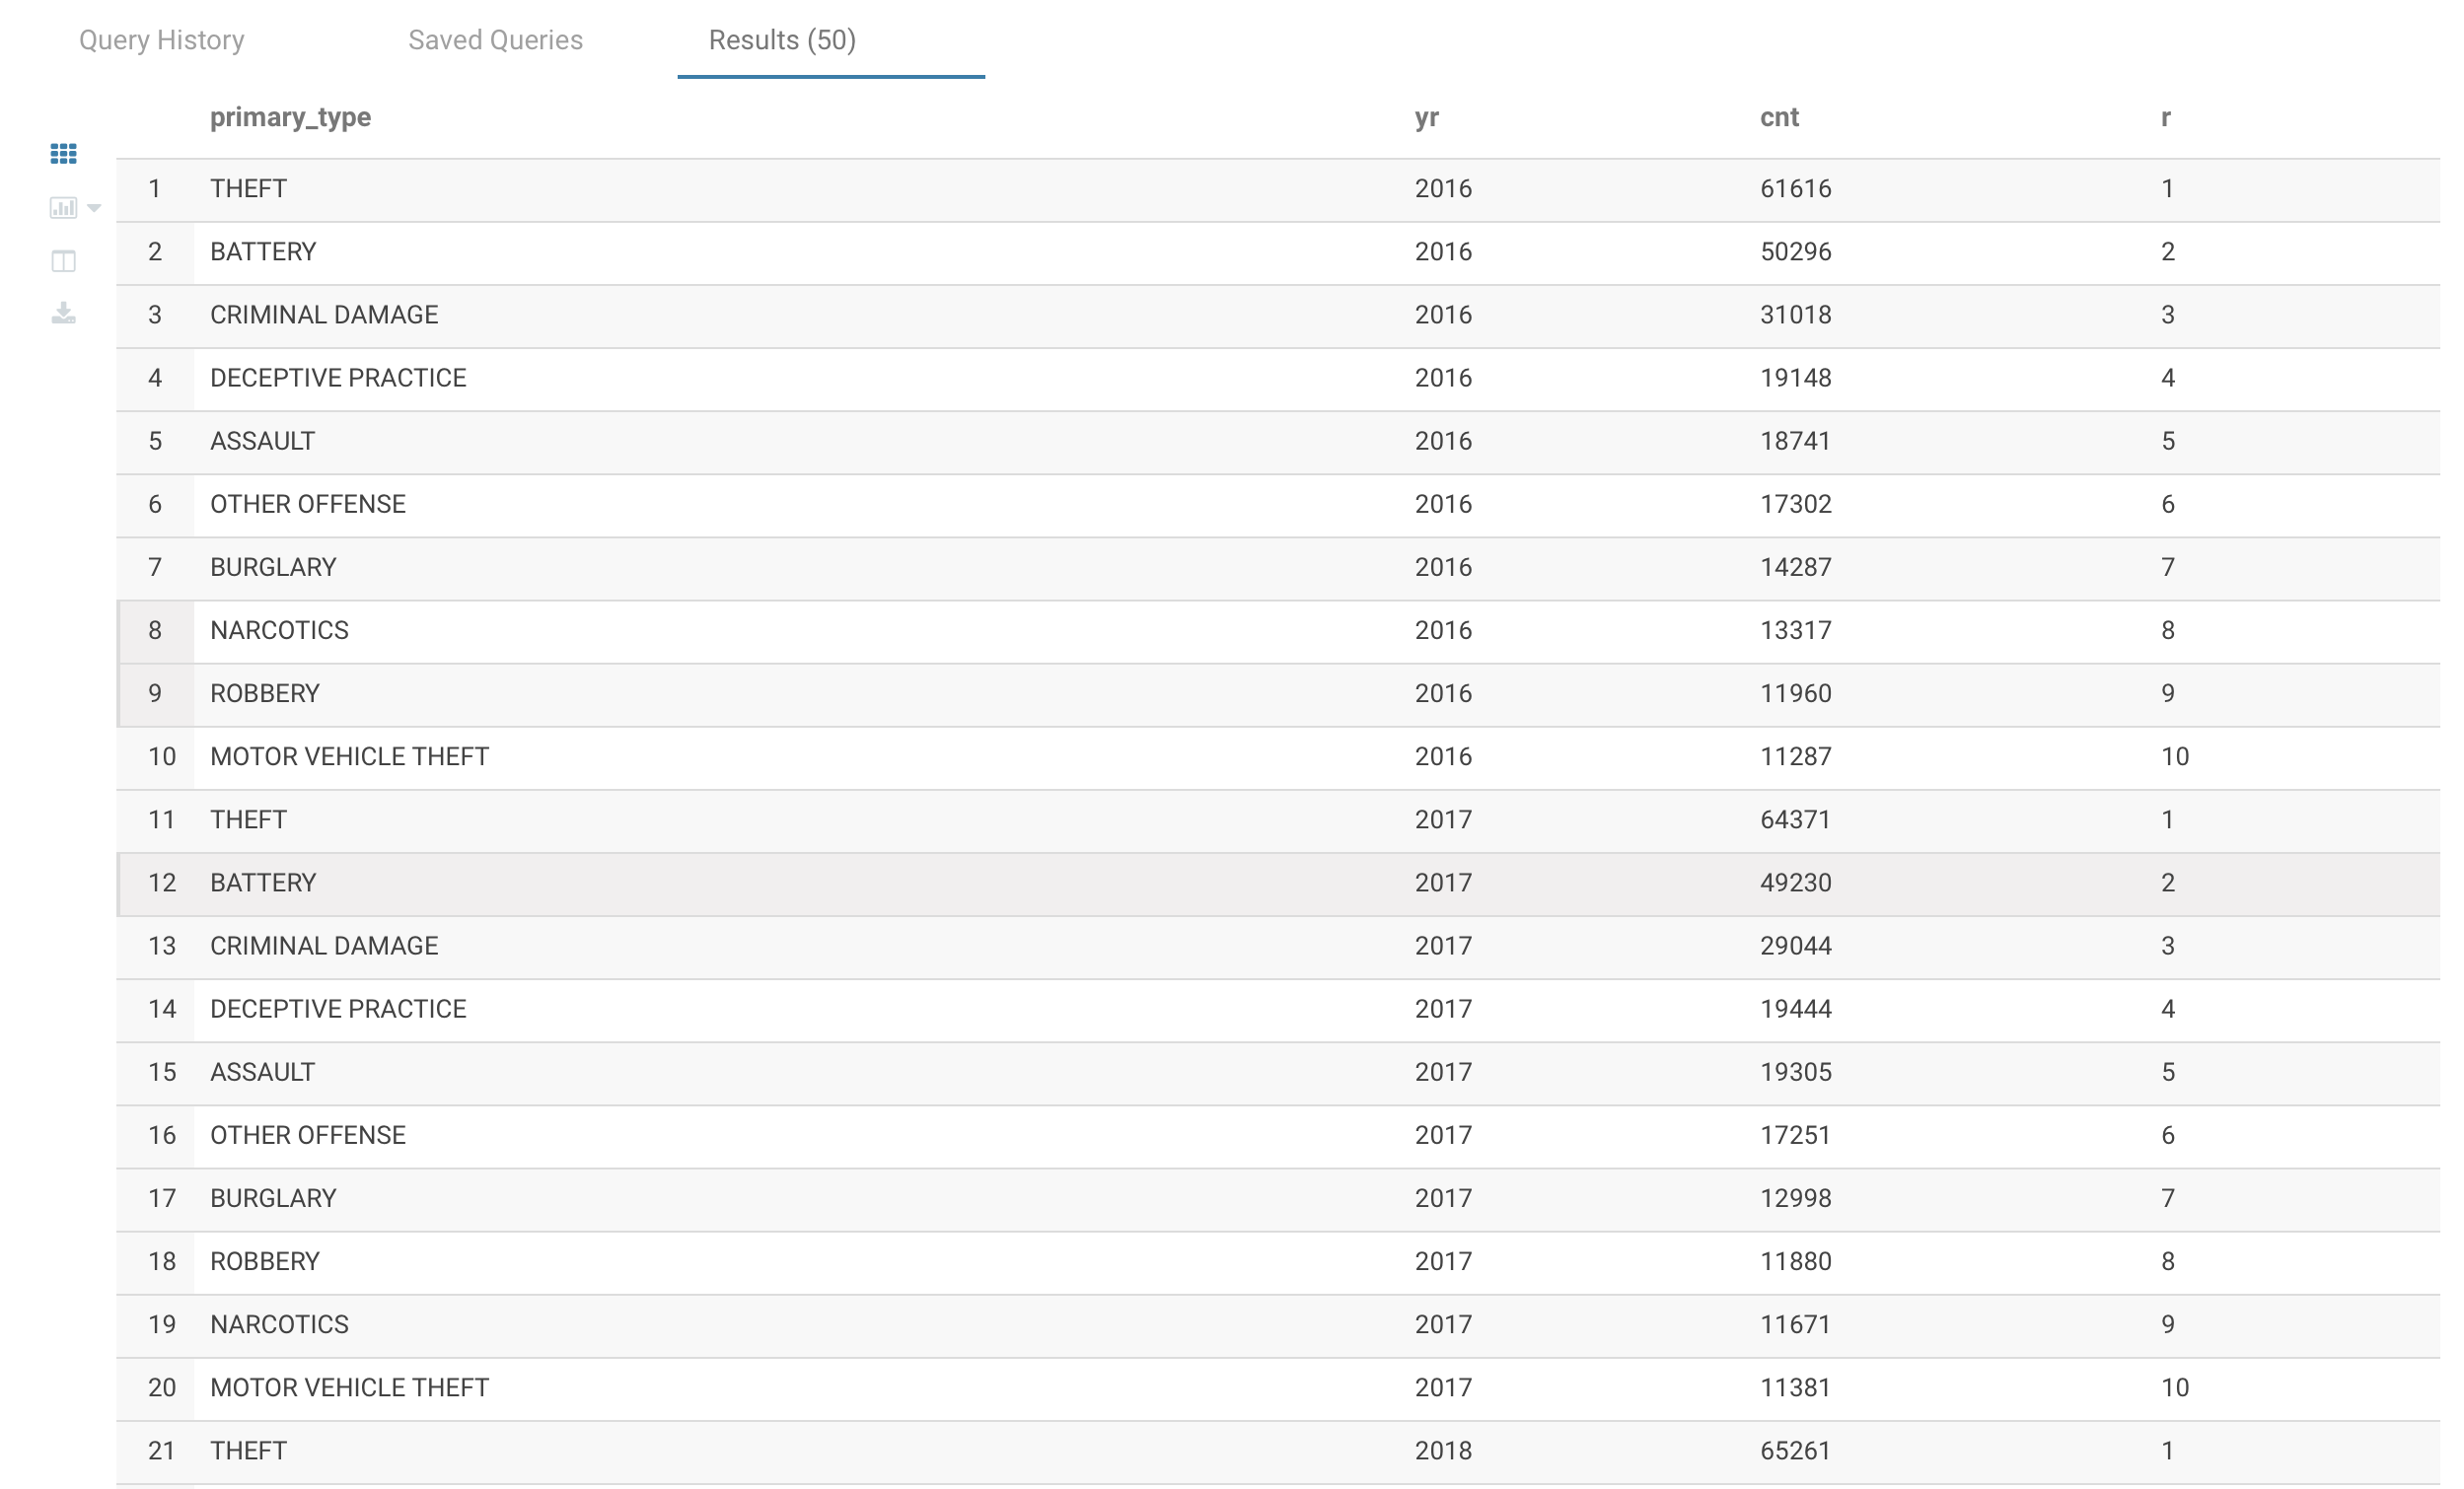 Query History Saved Queries Results (50)
primary_type yr cnt r
1 THEFT 2016 61616 1
2 BATTERY 2016 50296 2
3 CRIMINAL DAMAGE 2016 31018 3
4 DECEPTIVE PRACTICE 2016 19148 4
5 ASSAULT 2016 18741 5
6 OTHER OFFENSE 2016 17302 6
7 BURGLARY 2016 14287 7
8 NARCOTICS 2016 13317 8
9 ROBBERY 2016 11960 9
10 MOTOR VEHICLE THEFT 2016 11287 10
11 THEFT 2017 64371 1
12 BATTERY 2017 49230 2
13 CRIMINAL DAMAGE 2017 29044 3
14 DECEPTIVE PRACTICE 2017 19444 4
15 ASSAULT 2017 19305 5
16 OTHER OFFENSE 2017 17251 6
17 BURGLARY 2017 12998 7
18 ROBBERY 2017 11880 8
19 NARCOTICS 2017 11671 9
20 MOTOR VEHICLE THEFT 2017 11381 10
21 THEFT 2018 65261 1